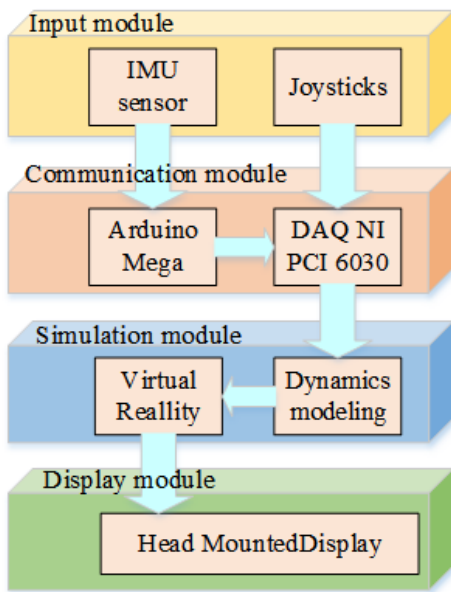 Input module
IMU
sensor
Joysticks
Communication module
Arduino
Mega
DAQ NI
PCI 6030
Simulation module
Virtual
Reallity
Dynamics
modeling
Display module
Head MountedDisplay